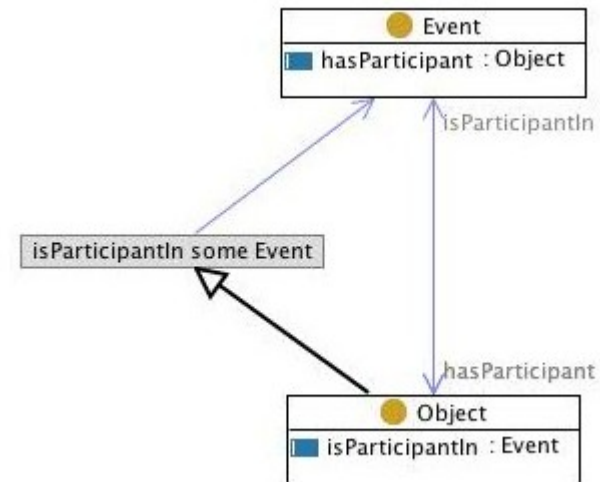 Event
hasParticipant : Object
isParticipantIn
isParticipantIn some Event
hasParticipant
Object
isParticipantIn : Event